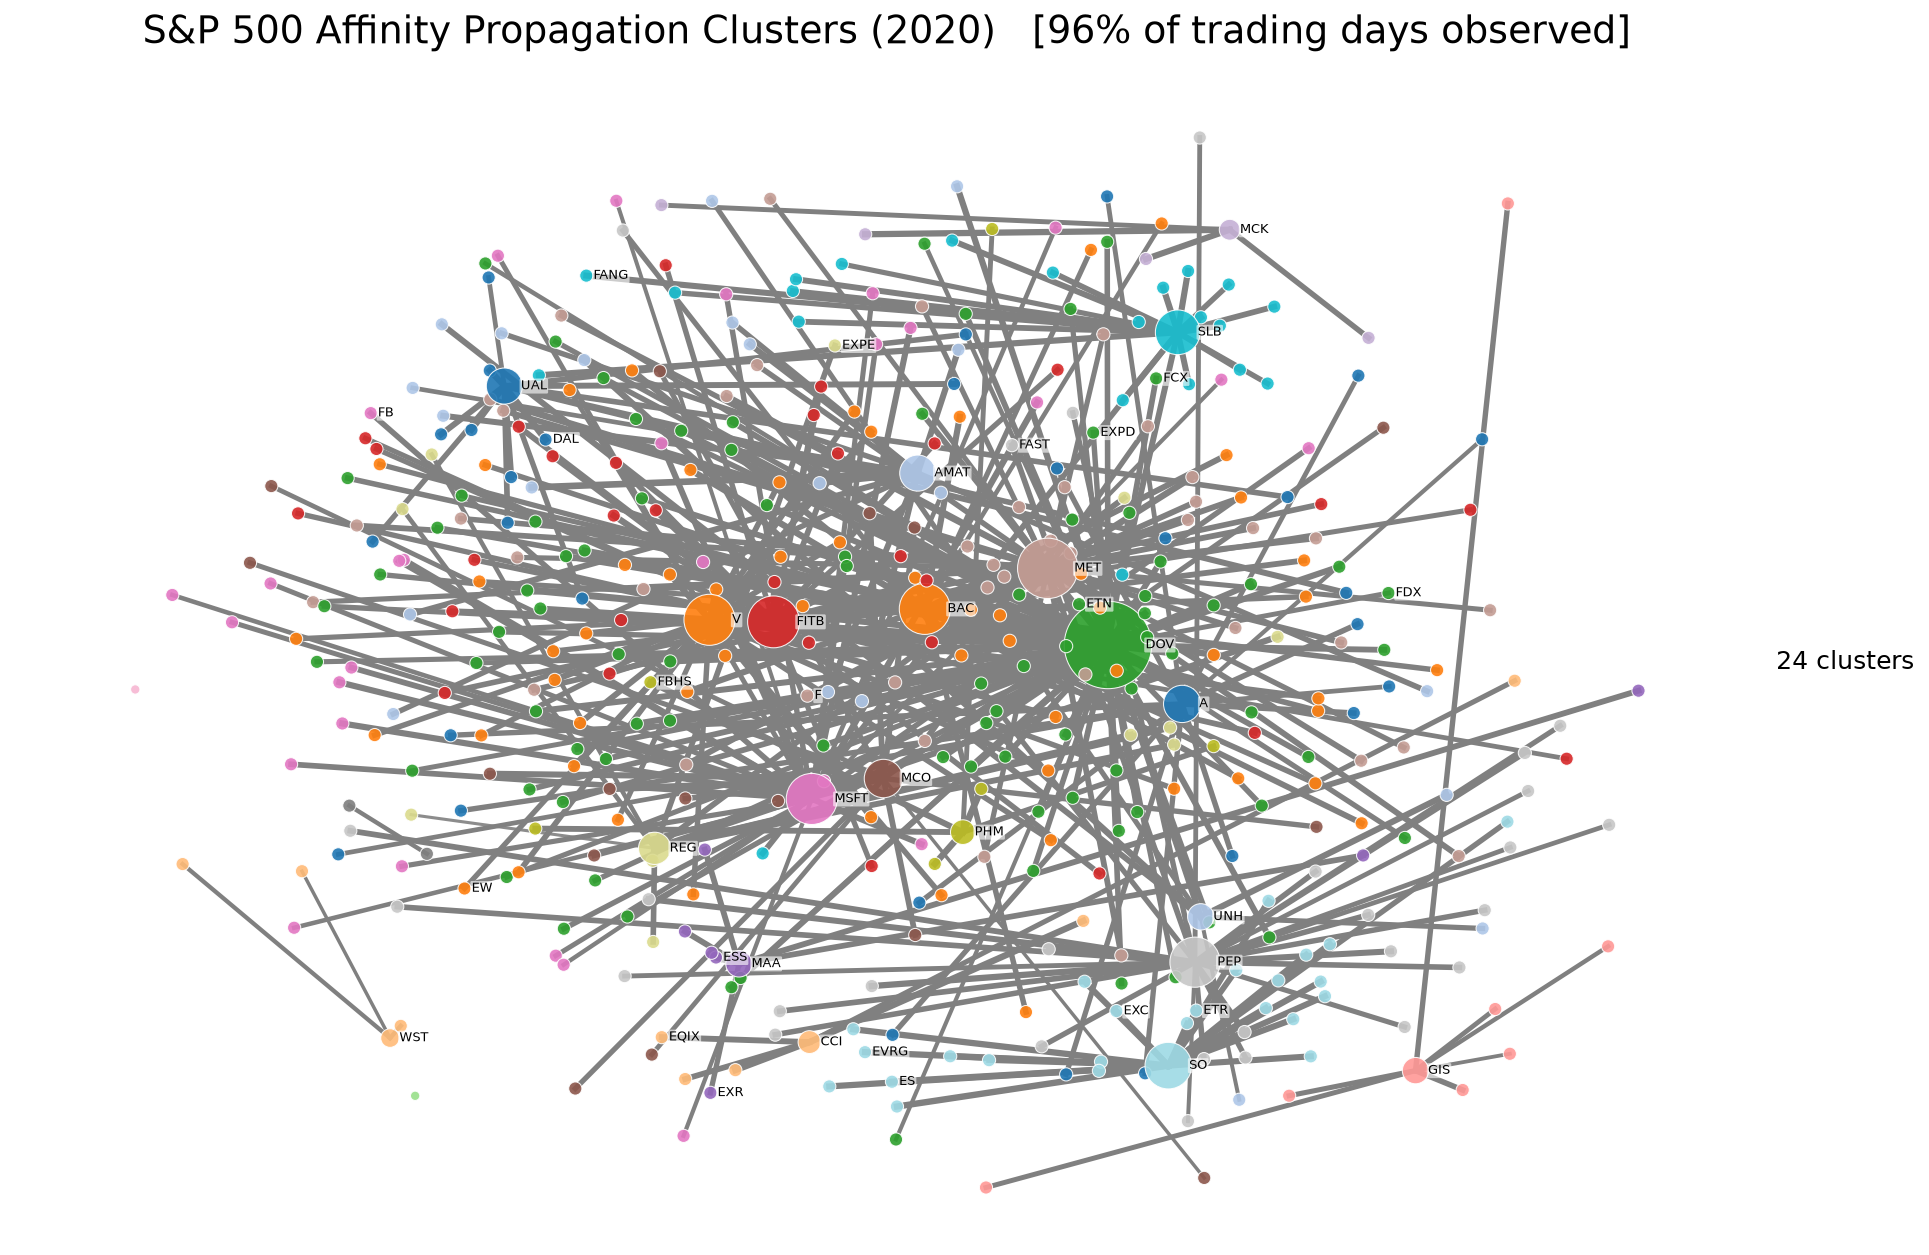 S&P 500 Affinity Propagation Clusters (2020)   [96% of trading days observed]
MCK
FANG
SLB
EXPE
FCX
UAL
FB
EXPD
DAL
FAST
AMAT
MET
FDX
ETN
BAC
V
FITB
DOV
24 clusters
FBHS
F
A
MCO
MSFT
PHM
REG
EW
UNH
ESS
MAA
PEP
EXC
ETR
WST
EQIX
CCI
EVRG
SO
GIS
ES
EXR